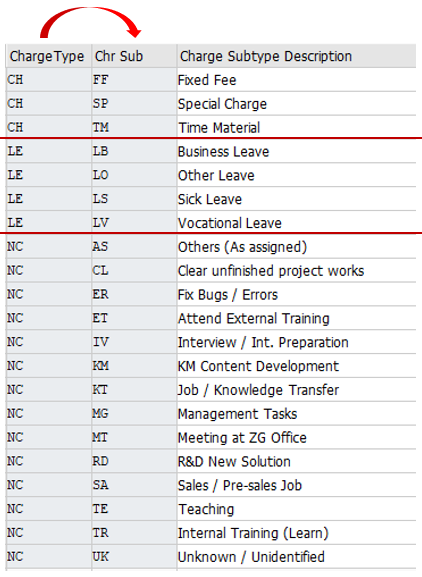 ChargeType Chr Sub Charge Subtype Description
CH FF Fixed Fee
CH SP Special Charge
CH TM Time Material
LE LB Business Leave
LE LO Other Leave
LE LS Sick Leave
LE LV Vocational Leave
NC AS Others (As assigned)
NC CL Clear unfinished project works
NC ER Fix Bugs / Errors
NC ET Attend External Training
NC IV Interview / Int. Preparation
NC KM KM Content Development
NC KT Job / Knowledge Transfer
NC MG Management Tasks
NC MT Meeting at ZG Office
NC RD R&D New Solution
NC SA Sales / Pre-sales Job
NC TE Teaching
NC TR Internal Training (Learn)
NC UK Unknown / Unidentified